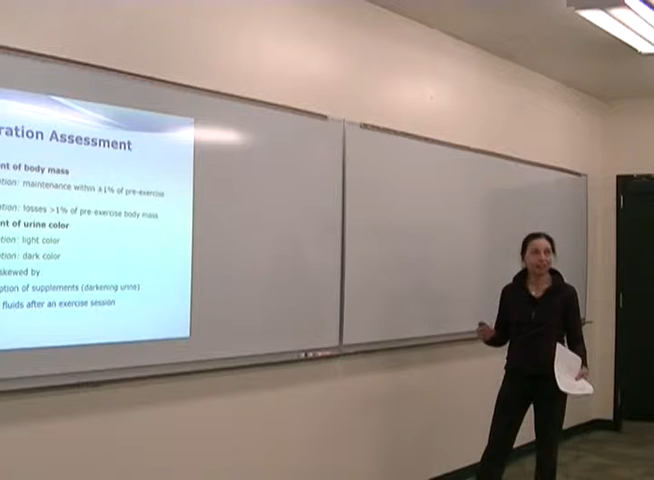 ration Assessment
nt of body mass
tion: maintenance within ±1% of pre-exercise
tion: losses >1% of pre-exercise body mass
nt of urine color
tion: light color
tion: dark color
skewed by
ption of supplements (darkening urine)
fluids after an exercise session